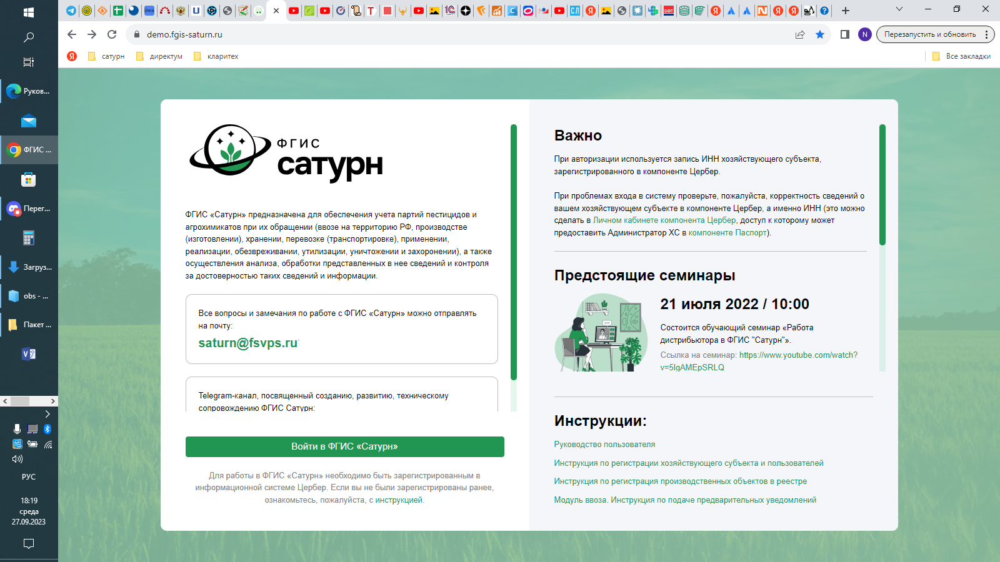 demo.fgis-saturn.ru
N
Перезапустить и обновить
Я
сатурн
директум
кларитех
Все закладки
Руков...
ФГИС ...
Перег...
Загруз...
obs - ...
Пакет ...
РУС
18:19
среда
27.09.2023
ФГИС
сатурн
ФГИС «Сатурн» предназначена для обеспечения учета партий пестицидов и
агрохимикатов при их обращении (ввозе на территорию РФ, производстве
(изготовлении), хранении, перевозке (транспортировке), применении,
реализации, обезвреживании, утилизации, уничтожении и захоронении), а также
осуществления анализа, обработки представленных в нее сведений и контроля
за достоверностью таких сведений и информации.
Все вопросы и замечания по работе с ФГИС «Сатурн» можно отправлять
на почту:
saturn@fsvps.ru
Telegram-канал, посвященный созданию, развитию, техническому
сопровождению ФГИС Сатурн:
Войти в ФГИС «Сатурн»
Для работы в ФГИС «Сатурн» необходимо быть зарегистрированным в
информационной системе Цербер. Если вы не были зарегистрированы ранее,
ознакомьтесь, пожалуйста, с инструкцией.
Важно
При авторизации используется запись ИНН хозяйствующего субъекта,
зарегистрированного в компоненте Цербер.
При проблемах входа в систему проверьте, пожалуйста, корректность сведений о
вашем хозяйствующем субъекте в компоненте Цербер, а именно ИНН (это можно
сделать в Личном кабинете компонента Цербер, доступ к которому может
предоставить Администратор ХС в компоненте Паспорт).
Предстоящие семинары
21 июля 2022 / 10:00
Состоится обучающий семинар «Работа
дистрибьютора в ФГИС "Сатурн"».
Ссылка на семинар: https://www.youtube.com/watch?
v=5IgAMEpSRLQ
Инструкции:
Руководство пользователя
Инструкция по регистрации хозяйствующего субъекта и пользователей
Инструкция по регистрация производственных объектов в реестре
Модуль ввоза. Инструкция по подаче предварительных уведомлений